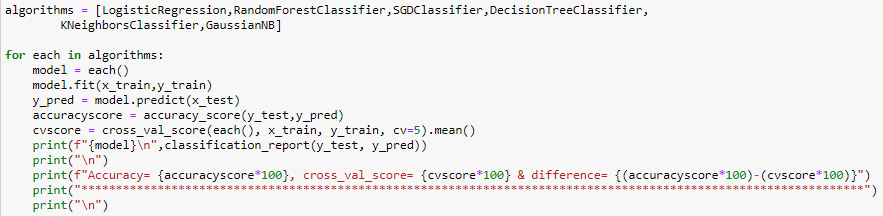 algorithms = [LogisticRegression,RandomForestClassifier,SGDClassifier,DecisionTreeClassifier,
        KNeighborsClassifier,GaussianNB]

for each in algorithms:
    model = each()
    model.fit(x_train,y_train)
    y_pred = model.predict(x_test)
    accuracyscore = accuracy_score(y_test,y_pred)
    cvscore = cross_val_score(each(), x_train, y_train, cv=5).mean()
    print(f"{model}\n",classification_report(y_test, y_pred))
    print("\n")
    print(f"Accuracy= {accuracyscore*100}, cross_val_score= {cvscore*100} & difference= {(accuracyscore*100)-(cvscore*100)}")
    print("*****************************************************************************************************************")
    print("\n")